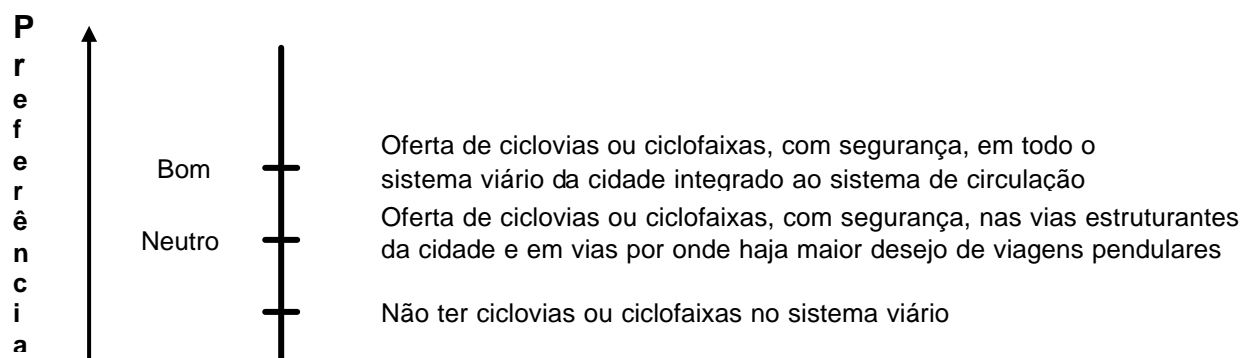 Preferência
Bom
Oferta de ciclovias ou ciclofaixas, com segurança, em todo o
sistema viário da cidade integrado ao sistema de circulação
Neutro
Oferta de ciclovias ou ciclofaixas, com segurança, nas vias estruturantes
da cidade e em vias por onde haja maior desejo de viagens pendulares
Não ter ciclovias ou ciclofaixas no sistema viário